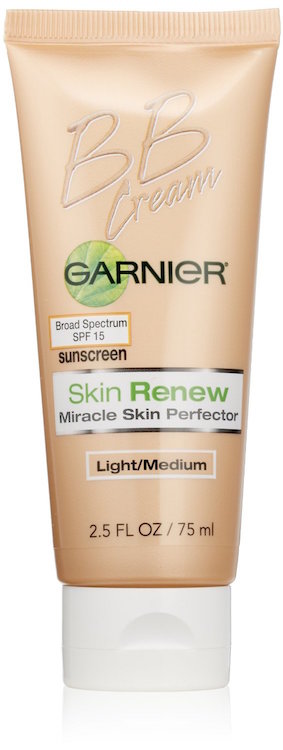 BB
Cream
GARNIER®
Broad Spectrum
SPF 15
sunscreen
Skin Renew
Miracle Skin Perfector
Light/Medium
2.5 FL OZ / 75 ml